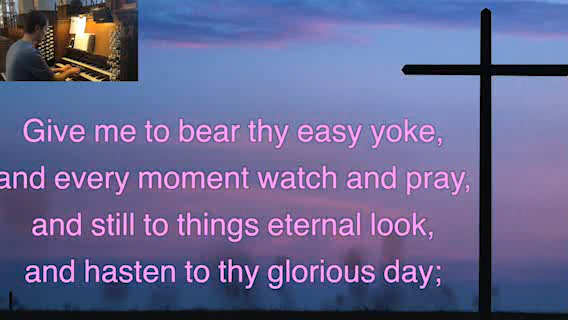 Give me to bear thy easy yoke,
and every moment watch and pray,
and still to things eternal look,
and hasten to thy glorious day;